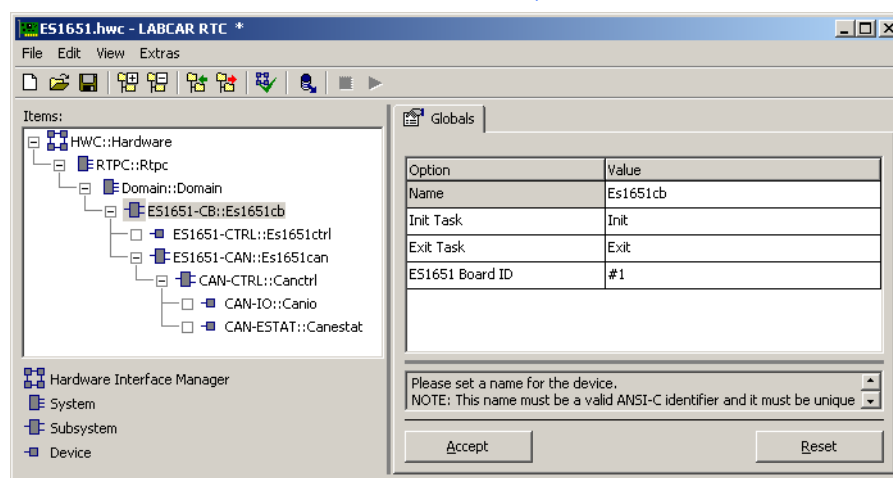 ES1651.hwc - LABCAR RTC *
File Edit View Extras
Items:
HWC::Hardware
RTPC::Rtpc
Domain::Domain
ES1651-CB::Es1651cb
ES1651-CTRL::Es1651ctrl
ES1651-CAN::Es1651can
CAN-CTRL::Canctrl
CAN-IO::Canio
CAN-ESTAT::Canestat
Hardware Interface Manager
System
Subsystem
Device
Globals
Option Value
Name Es1651cb
Init Task Init
Exit Task Exit
ES1651 Board ID #1
Please set a name for the device.
NOTE: This name must be a valid ANSI-C identifier and it must be unique
Accept Reset